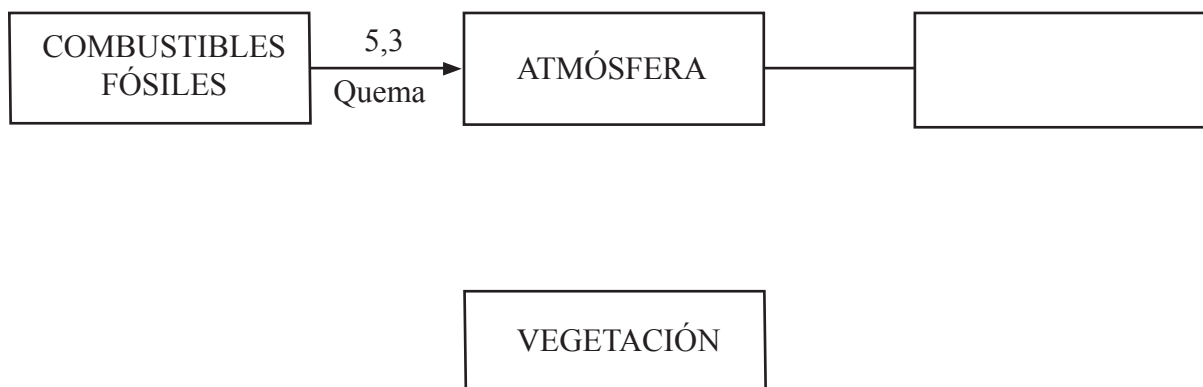 COMBUSTIBLES
FÓSILES
5,3
Quema
ATMÓSFERA
VEGETACIÓN